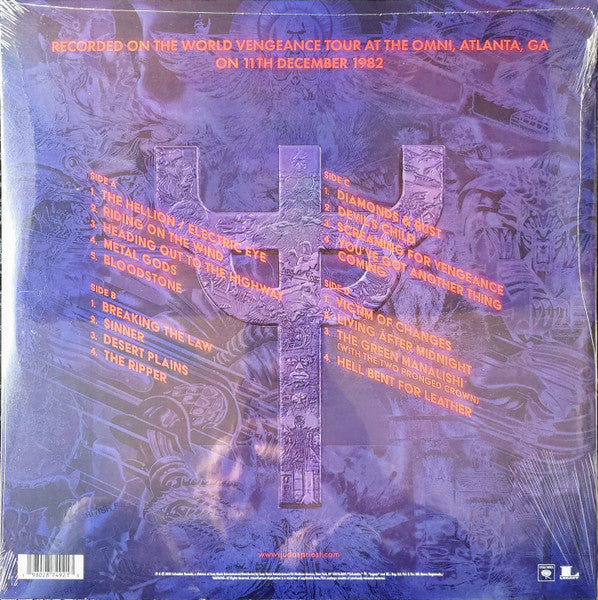 RECORDED ON THE WORLD VENGEANCE TOUR AT THE OMNI, ATLANTA, GA
ON 11TH DECEMBER 1982
SIDE A
1. THE HELLION / ELECTRIC EYE
2. RIDING ON THE WIND
3. HEADING OUT TO THE HIGHWAY
4. METAL GODS
5. BLOODSTONE
SIDE B
1. BREAKING THE LAW
2. SINNER
3. DESERT PLAINS
4. THE RIPPER
SIDE C
1. DIAMONDS & RUST
2. DEVIL'S CHILD
3. SCREAMING FOR VENGEANCE
4. YOU'VE GOT ANOTHER THING
COMING
SIDE D
1. VICTIM OF CHANGES
2. LIVING AFTER MIDNIGHT
3. THE GREEN MANALISHI
(WITH THE TWO PRONGED CROWN)
4. HELL BENT FOR LEATHER
www.judaspriest.com
COLUMBIA
LEGACY